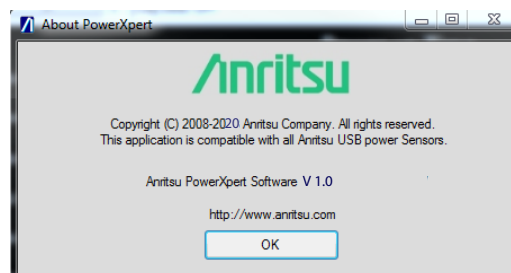 About PowerXpert
Anritsu
Copyright (C) 2008-2020 Anritsu Company. All rights reserved.
This application is compatible with all Anritsu USB power Sensors.
Anritsu PowerXpert Software V 1.0
http://www.anritsu.com
OK